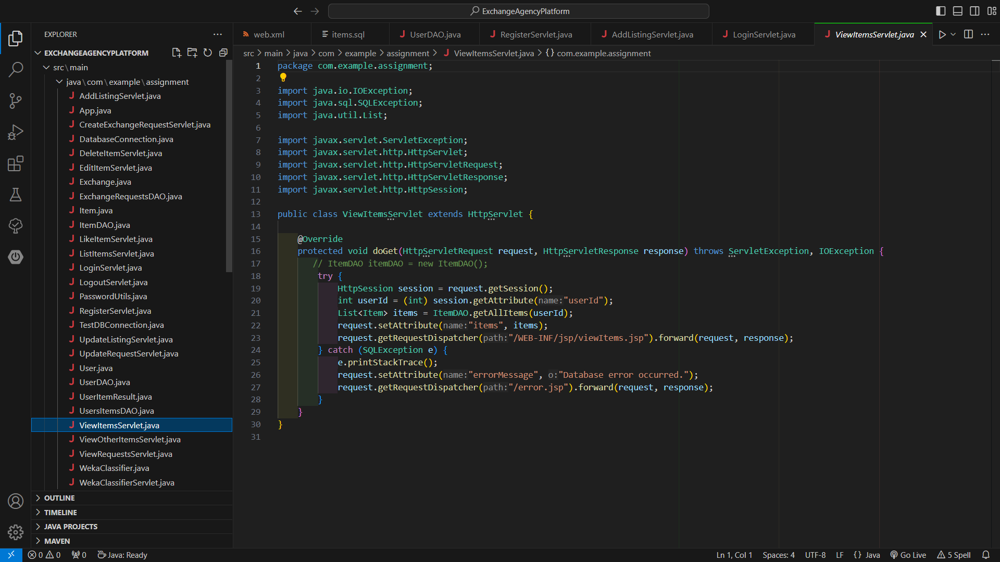 ExchangeAgencyPlatform
EXPLORER
EXCHANGEAGENCYPLATFORM
src\main
java\com\example\assignment
AddListingServlet.java
App.java
CreateExchangeRequestServlet.java
DatabaseConnection.java
DeleteItemServlet.java
EditItemServlet.java
Exchange.java
ExchangeRequestsDAO.java
Item.java
ItemDAO.java
LikeItemServlet.java
ListItemsServlet.java
LoginServlet.java
LogoutServlet.java
PasswordUtils.java
RegisterServlet.java
TestDBConnection.java
UpdateListingServlet.java
UpdateRequestServlet.java
User.java
UserDAO.java
UserItemResult.java
UsersItemsDAO.java
ViewItemsServlet.java
ViewOtherItemsServlet.java
ViewRequestsServlet.java
WekaClassifier.java
WekaClassifierServlet.java
OUTLINE
TIMELINE
JAVA PROJECTS
MAVEN
web.xml items.sql UserDAO.java RegisterServlet.java AddListingServlet.java LoginServlet.java ViewItemsServlet.java
src > main > java > com > example > assignment > ViewItemsServlet.java > {} com.example.assignment
1 package com.example.assignment;
2
3 import java.io.IOException;
4 import java.sql.SQLException;
5 import java.util.List;
6
7 import javax.servlet.ServletException;
8 import javax.servlet.http.HttpServlet;
9 import javax.servlet.http.HttpServletRequest;
10 import javax.servlet.http.HttpServletResponse;
11 import javax.servlet.http.HttpSession;
12
13 public class ViewItemsServlet extends HttpServlet {
14
15 @Override
16 protected void doGet(HttpServletRequest request, HttpServletResponse response) throws ServletException, IOException {
17 // ItemDAO itemDAO = new ItemDAO();
18 try {
19 HttpSession session = request.getSession();
20 int userId = (int) session.getAttribute(name:"userId");
21 List<Item> items = ItemDAO.getAllItems(userId);
22 request.setAttribute(name:"items", items);
23 request.getRequestDispatcher(path:"/WEB-INF/jsp/viewItems.jsp").forward(request, response);
24 } catch (SQLException e) {
25 e.printStackTrace();
26 request.setAttribute(name:"errorMessage", o:"Database error occurred.");
27 request.getRequestDispatcher(path:"/error.jsp").forward(request, response);
28 }
29 }
30 }
31
0 0 0 Java: Ready
Ln 1, Col 1 Spaces: 4 UTF-8 LF {} Java Go Live 5 Spell